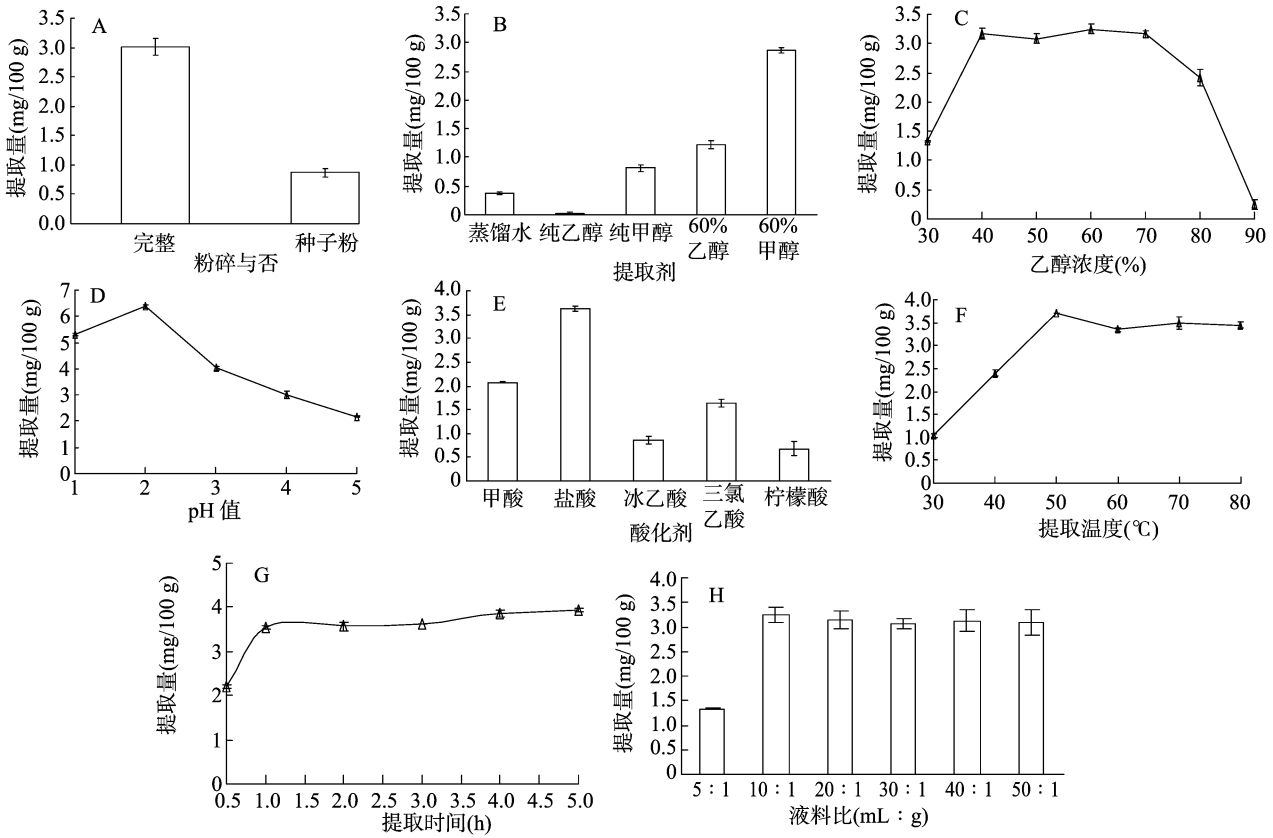 A
提取量(mg/100 g)
3.5
3.0
2.5
2.0
1.5
1.0
0.5
0.0
完整
种子粉
粉碎与否
B
提取量(mg/100 g)
3.5
3.0
2.5
2.0
1.5
1.0
0.5
0
蒸馏水 纯乙醇 纯甲醇 60% 60%
乙醇 甲醇
提取剂
C
提取量(mg/100 g)
3.5
3.0
2.5
2.0
1.5
1.0
0.5
0
30 40 50 60 70 80 90
乙醇浓度(%)
D
提取量(mg/100 g)
7
6
5
4
3
2
1
0
1 2 3 4 5
pH 值
E
提取量(mg/100 g)
4.0
3.5
3.0
2.5
2.0
1.5
1.0
0.5
0
甲酸 盐酸 冰乙酸 三氯 柠檬酸
乙酸
酸化剂
F
提取量(mg/100 g)
4.0
3.5
3.0
2.5
2.0
1.5
1.0
0.5
0
30 40 50 60 70 80
提取温度(℃)
G
提取量(mg/100 g)
5
4
3
2
1
0
0.5 1.0 1.5 2.0 2.5 3.0 3.5 4.0 4.5 5.0
提取时间(h)
H
提取量(mg/100 g)
4.0
3.5
3.0
2.5
2.0
1.5
1.0
0.5
0
5∶1 10∶1 20∶1 30∶1 40∶1 50∶1
液料比(mL∶g)